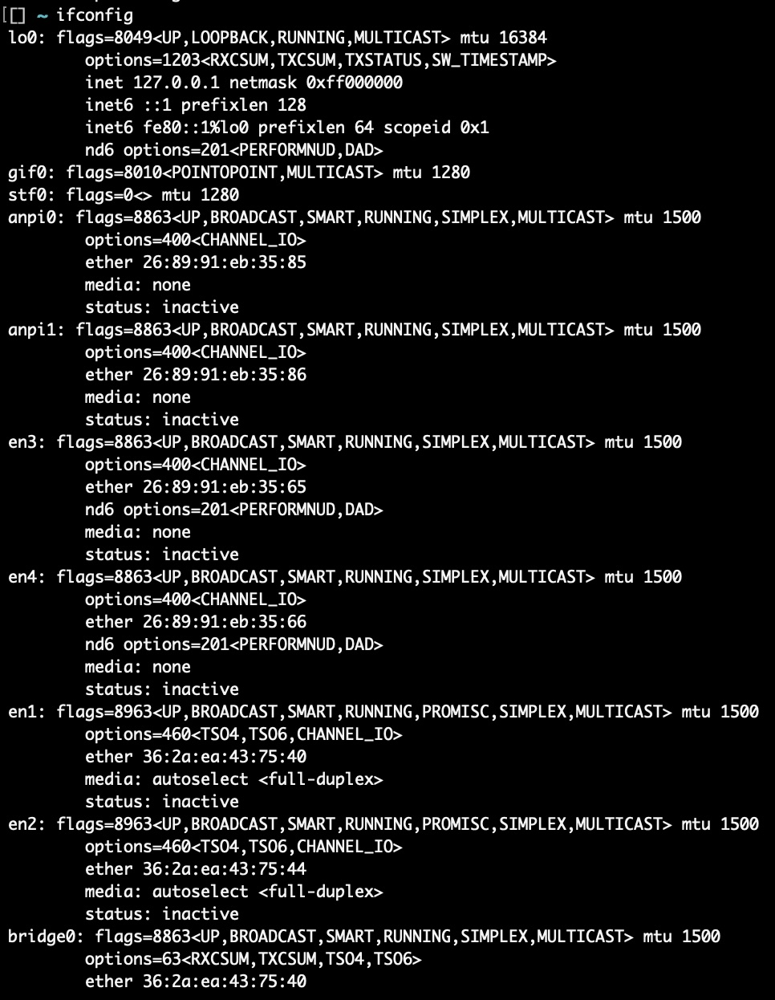 [[] ~ ifconfig
lo0: flags=8049<UP,LOOPBACK,RUNNING,MULTICAST> mtu 16384
options=1203<RXCSUM,TXCSUM,TXSTATUS,SW_TIMESTAMP>
inet 127.0.0.1 netmask 0xff000000
inet6 ::1 prefixlen 128
inet6 fe80::1%lo0 prefixlen 64 scopeid 0x1
nd6 options=201<PERFORMNUD,DAD>
gif0: flags=8010<POINTOPOINT,MULTICAST> mtu 1280
stf0: flags=0<> mtu 1280
anpi0: flags=8863<UP,BROADCAST,SMART,RUNNING,SIMPLEX,MULTICAST> mtu 1500
options=400<CHANNEL_IO>
ether 26:89:91:eb:35:85
media: none
status: inactive
anpi1: flags=8863<UP,BROADCAST,SMART,RUNNING,SIMPLEX,MULTICAST> mtu 1500
options=400<CHANNEL_IO>
ether 26:89:91:eb:35:86
media: none
status: inactive
en3: flags=8863<UP,BROADCAST,SMART,RUNNING,SIMPLEX,MULTICAST> mtu 1500
options=400<CHANNEL_IO>
ether 26:89:91:eb:35:65
nd6 options=201<PERFORMNUD,DAD>
media: none
status: inactive
en4: flags=8863<UP,BROADCAST,SMART,RUNNING,SIMPLEX,MULTICAST> mtu 1500
options=400<CHANNEL_IO>
ether 26:89:91:eb:35:66
nd6 options=201<PERFORMNUD,DAD>
media: none
status: inactive
en1: flags=8963<UP,BROADCAST,SMART,RUNNING,PROMISC,SIMPLEX,MULTICAST> mtu 1500
options=460<TSO4,TSO6,CHANNEL_IO>
ether 36:2a:ea:43:75:40
media: autoselect <full-duplex>
status: inactive
en2: flags=8963<UP,BROADCAST,SMART,RUNNING,PROMISC,SIMPLEX,MULTICAST> mtu 1500
options=460<TSO4,TSO6,CHANNEL_IO>
ether 36:2a:ea:43:75:44
media: autoselect <full-duplex>
status: inactive
bridge0: flags=8863<UP,BROADCAST,SMART,RUNNING,SIMPLEX,MULTICAST> mtu 1500
options=63<RXCSUM,TXCSUM,TSO4,TSO6>
ether 36:2a:ea:43:75:40